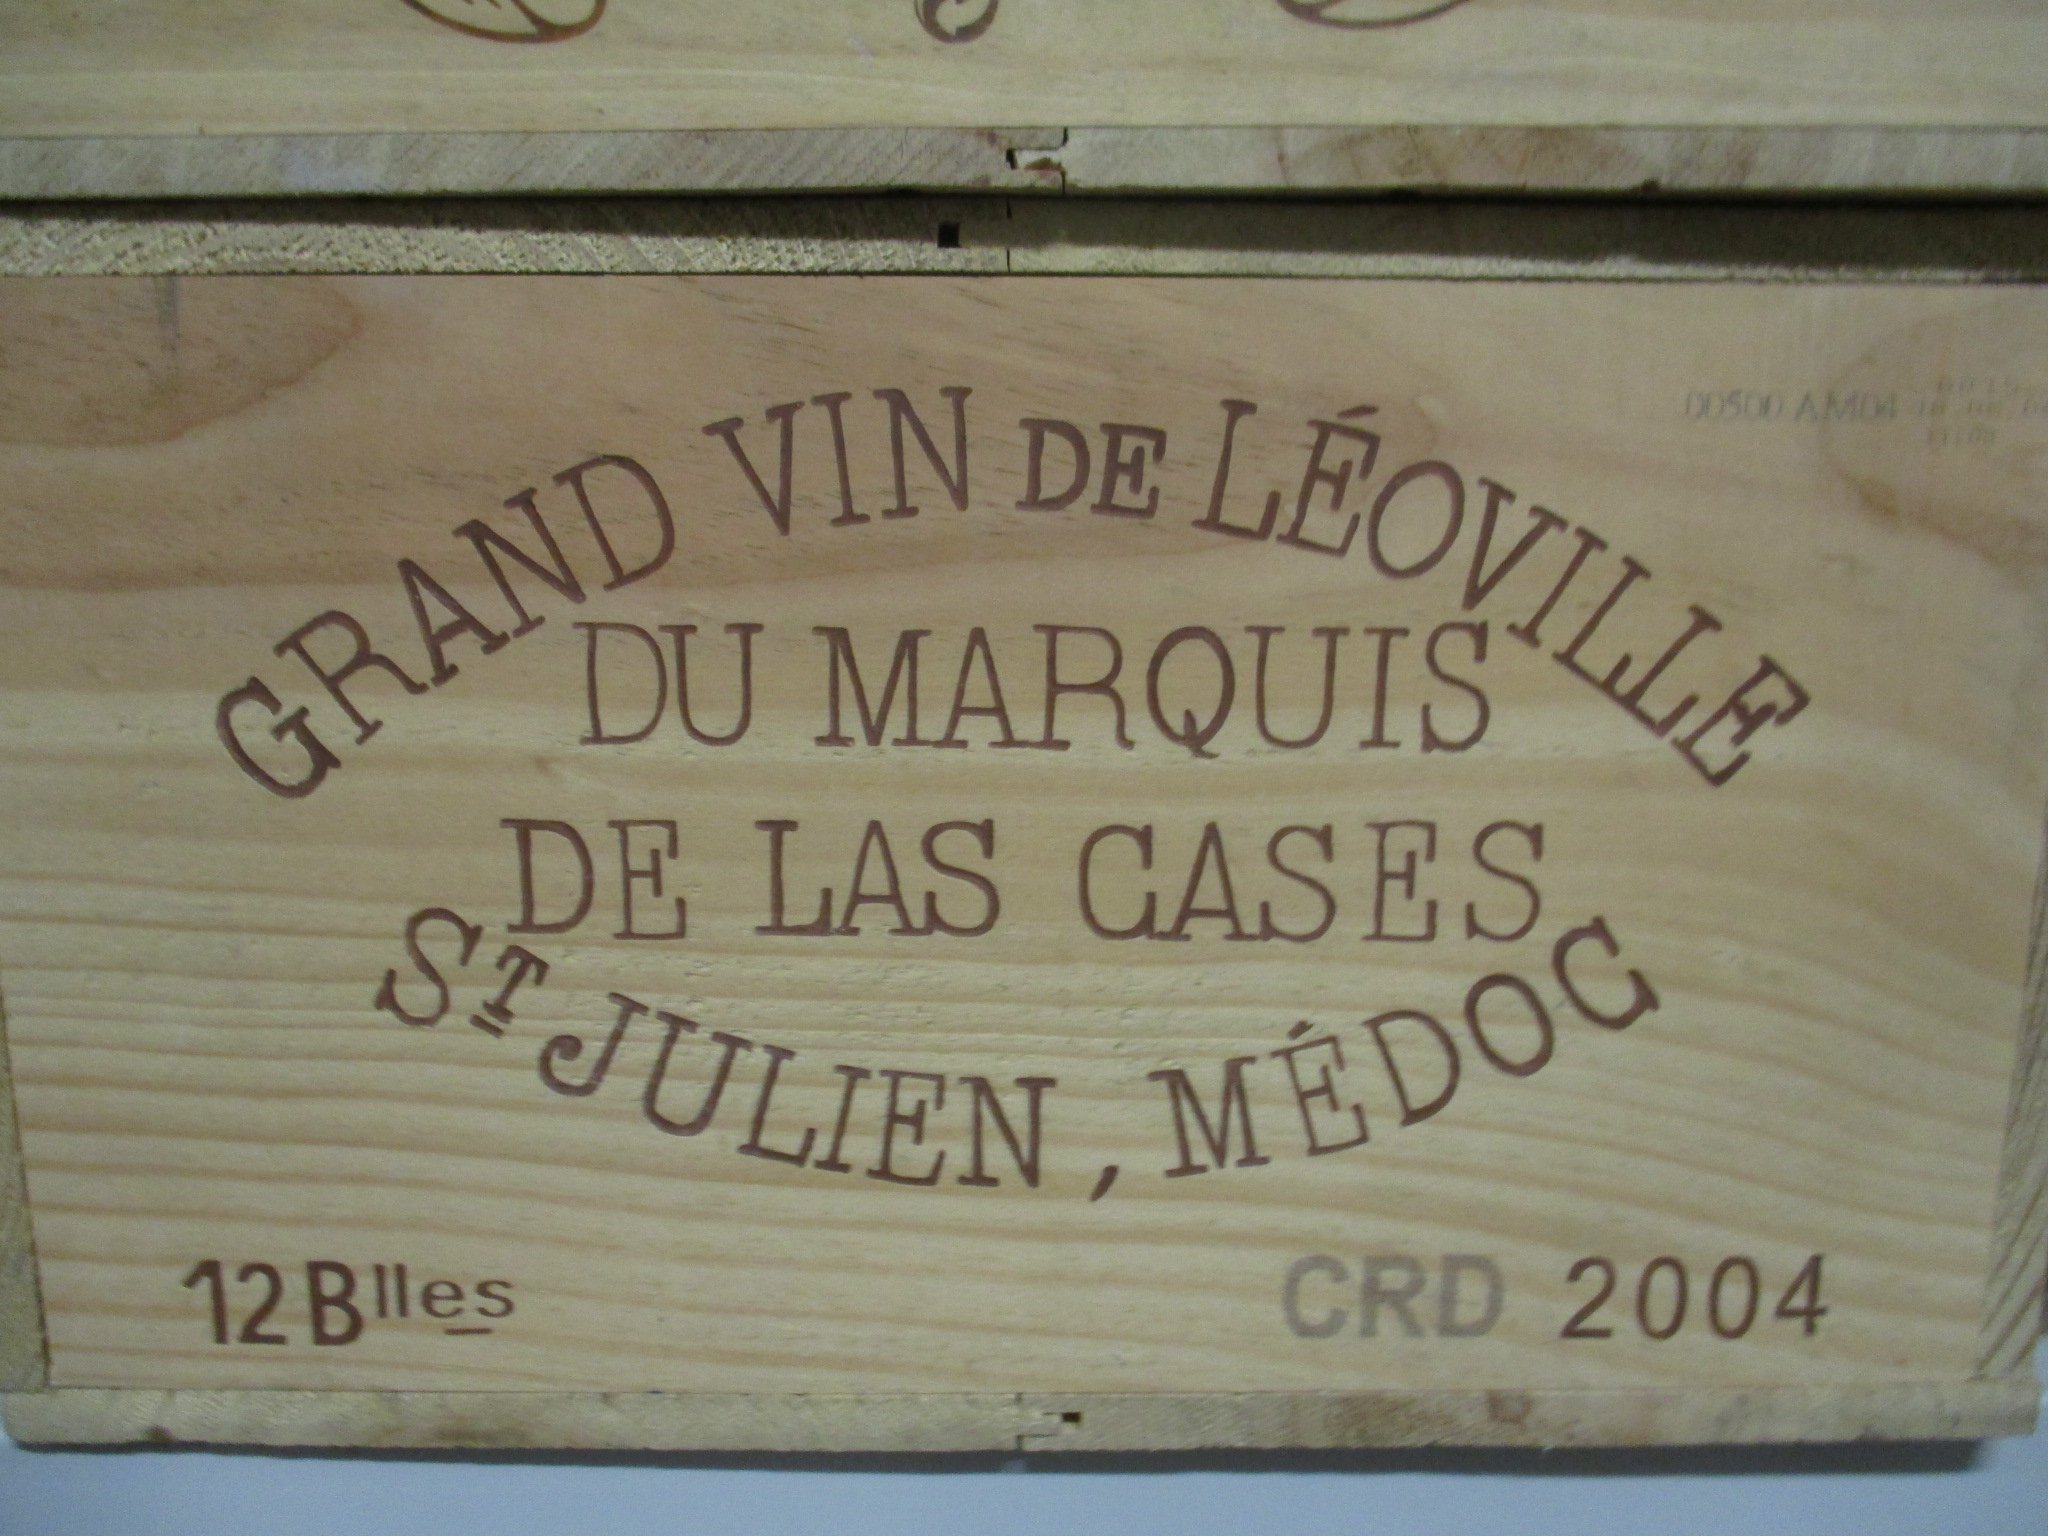 GRAND VIN DE LÉOVILLE
DU MARQUIS
DE LAS CASES
ST JULIEN, MÉDOC
12 Blles
CRD 2004